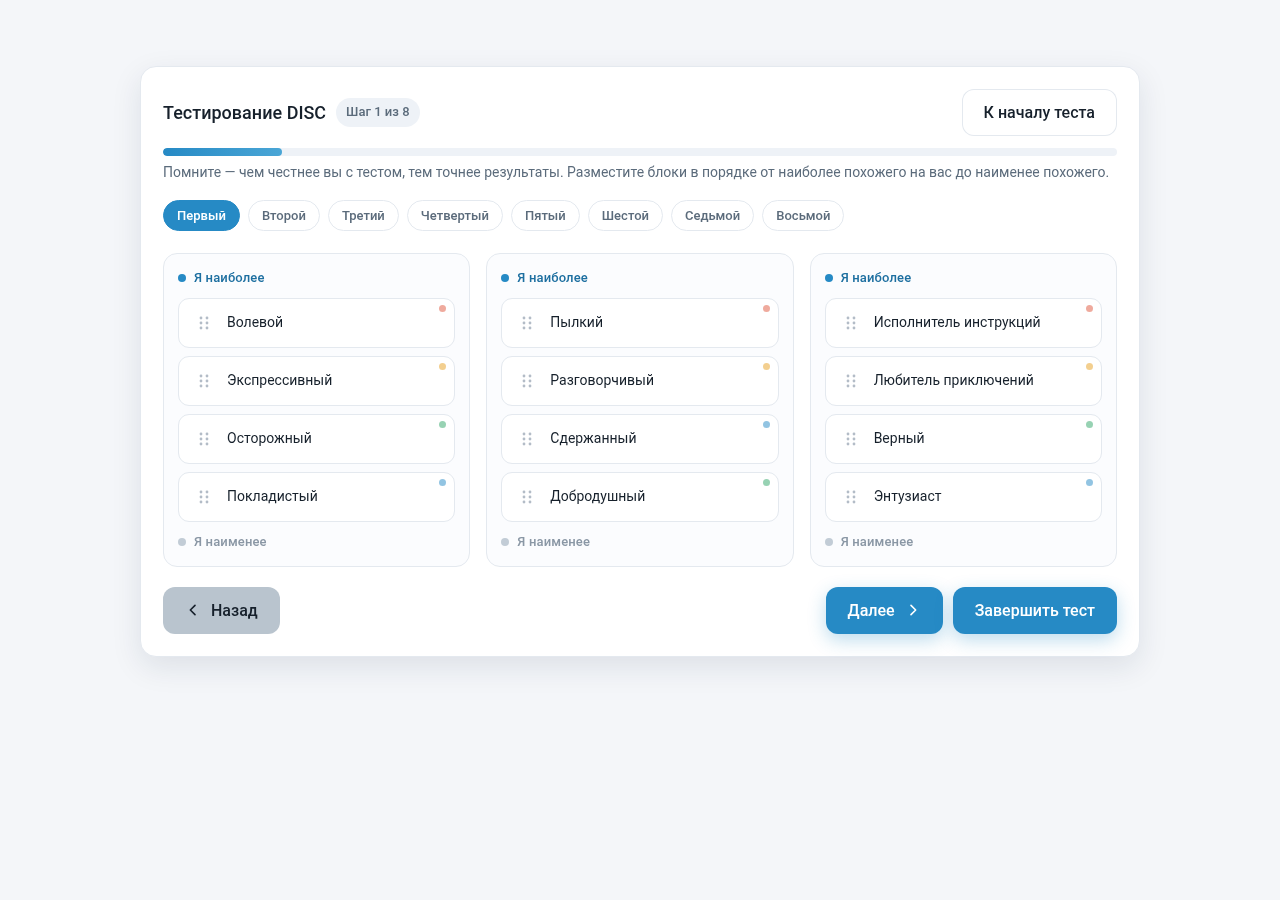 Тестирование DISC
Шаг 1 из 8
К началу теста
Помните — чем честнее вы с тестом, тем точнее результаты. Разместите блоки в порядке от наиболее похожего на вас до наименее похожего.
Первый
Второй
Третий
Четвертый
Пятый
Шестой
Седьмой
Восьмой
Я наиболее
Волевой
Экспрессивный
Осторожный
Покладистый
Я наименее
Я наиболее
Пылкий
Разговорчивый
Сдержанный
Добродушный
Я наименее
Я наиболее
Исполнитель инструкций
Любитель приключений
Верный
Энтузиаст
Я наименее
Назад
Далее
Завершить тест